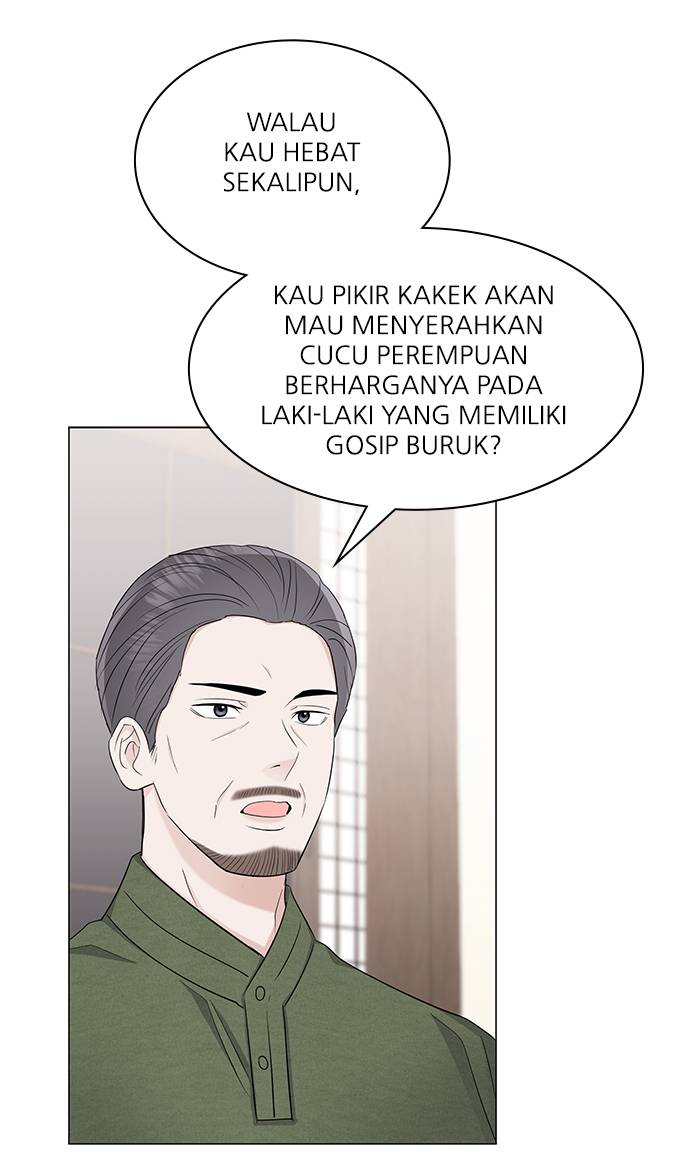 WALAU
KAU HEBAT
SEKALIPUN,
KAU PIKIR KAKEK AKAN
MAU MENYERAHKAN
CUCU PEREMPUAN
BERHARGANYA PADA
LAKI-LAKI YANG MEMILIKI
GOSIP BURUK?